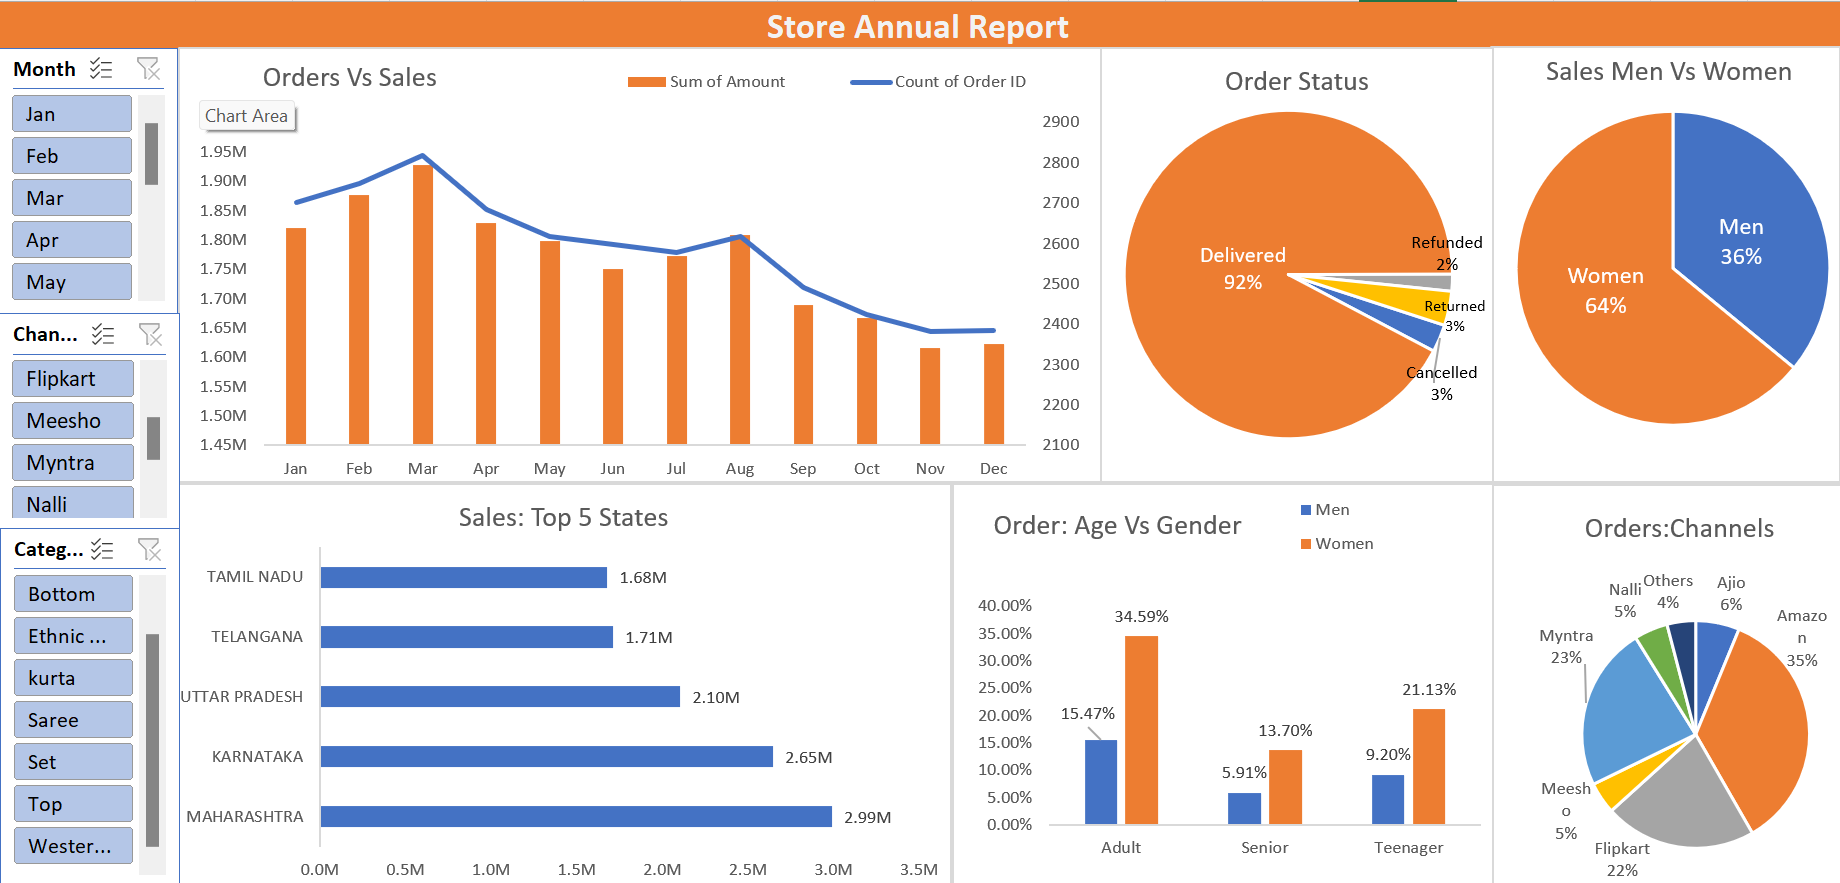 Store Annual Report
Month
Jan
Feb
Mar
Apr
May
Chan...
Flipkart
Meesho
Myntra
Nalli
Categ...
Bottom
Ethnic ...
kurta
Saree
Set
Top
Wester...
Orders Vs Sales
Sum of Amount
Count of Order ID
Chart Area
1.95M
1.90M
1.85M
1.80M
1.75M
1.70M
1.65M
1.60M
1.55M
1.50M
1.45M
2900
2800
2700
2600
2500
2400
2300
2200
2100
Jan Feb Mar Apr May Jun Jul Aug Sep Oct Nov Dec
Order Status
Delivered
92%
Refunded
2%
Returned
3%
Cancelled
3%
Sales Men Vs Women
Men
36%
Women
64%
Sales: Top 5 States
TAMIL NADU 1.68M
TELANGANA 1.71M
UTTAR PRADESH 2.10M
KARNATAKA 2.65M
MAHARASHTRA 2.99M
0.0M 0.5M 1.0M 1.5M 2.0M 2.5M 3.0M 3.5M
Order: Age Vs Gender
Men
Women
40.00%
35.00%
30.00%
25.00%
20.00%
15.00%
10.00%
5.00%
0.00%
15.47%
34.59%
5.91%
13.70%
9.20%
21.13%
Adult Senior Teenager
Orders:Channels
Nalli
5%
Others
4%
Ajio
6%
Amazo
n
35%
Myntra
23%
Meesh
o
5%
Flipkart
22%